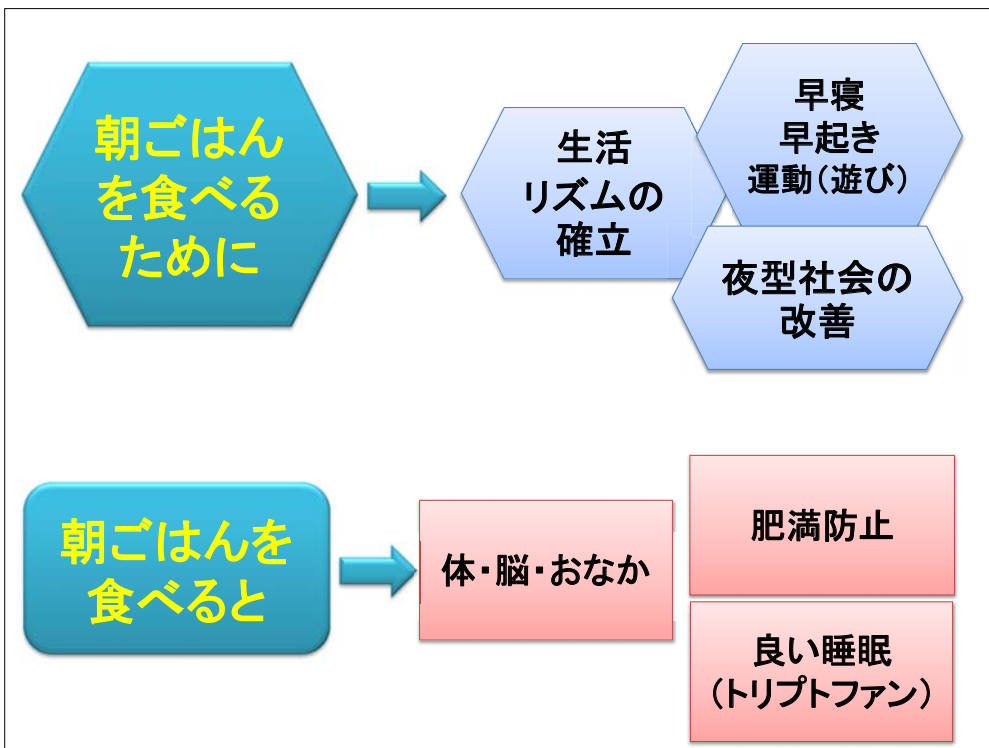 朝ごはん
を食べる
ために
生活
リズムの
確立
早寝
早起き
運動(遊び)
夜型社会の
改善
朝ごはんを
食べると
体・脳・おなか
肥満防止
良い睡眠
(トリプトファン)